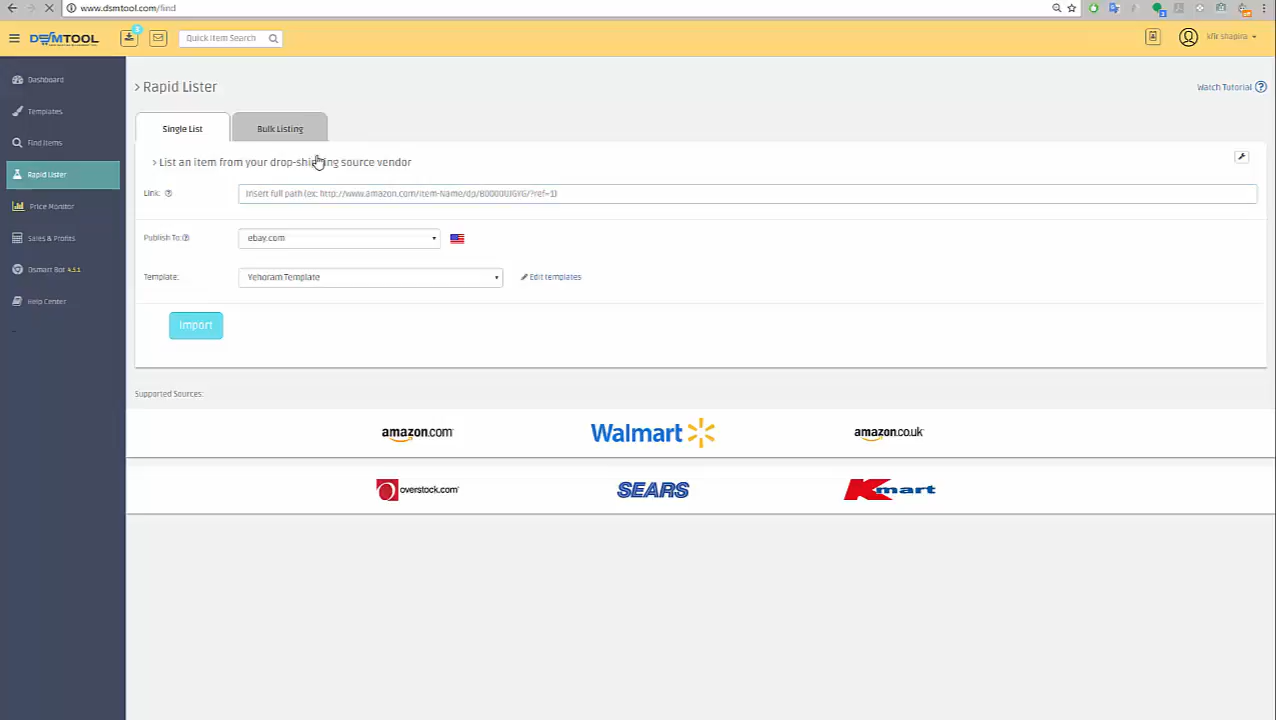 www.dsmtool.com/find
DSMTOOL
3
Quick Item Search
kfir shapira
Dashboard
Templates
Find Items
Rapid Lister
Price Monitor
Sales & Profits
Dsmart Bot 4.3.1
Help Center
> Rapid Lister
Watch Tutorial
Single List
Bulk Listing
> List an item from your drop-shipping source vendor
Link:
Insert full path (ex: http://www.amazon.com/Item-Name/dp/
Publish To:
ebay.com
Template:
Yehoram Template
Edit templates
Import
Supported Sources:
amazon.com
Walmart
amazon.co.uk
overstock.com
SEARS
Kmart